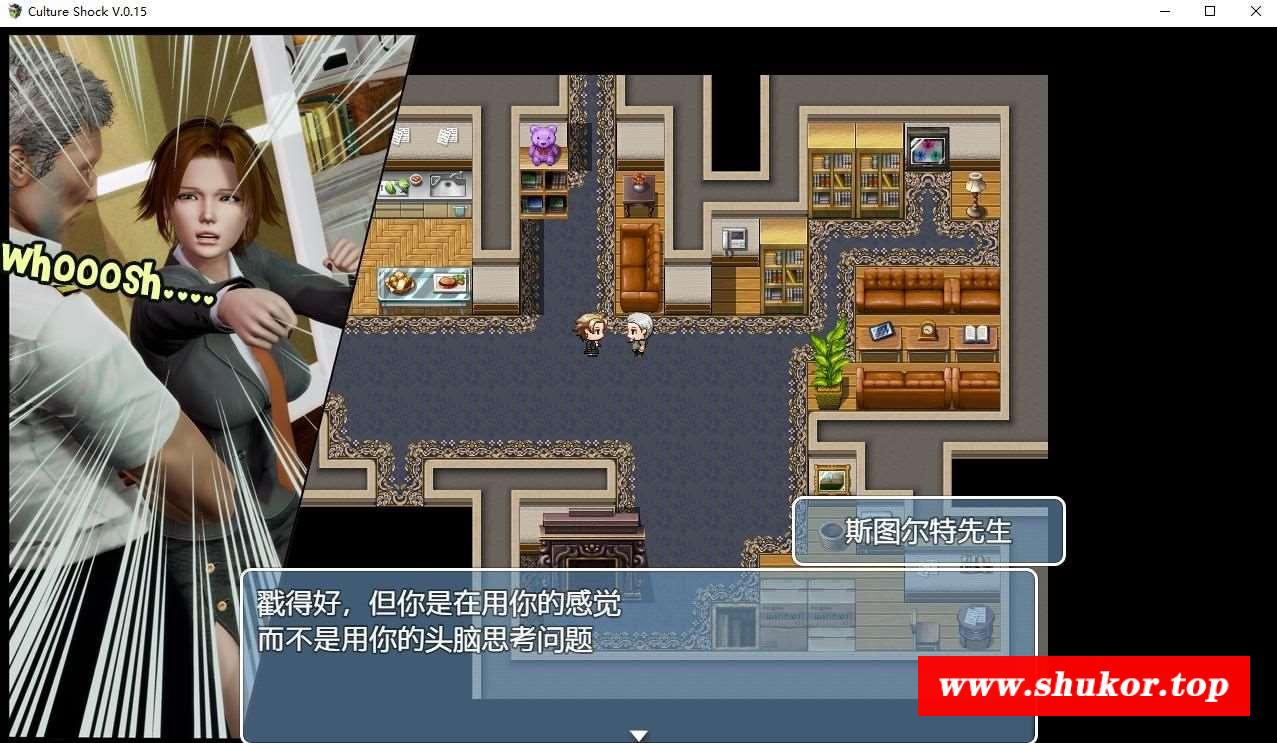 Culture Shock V.0.15
whooosh....
斯图尔特先生
戳得好，但你是在用你的感觉
而不是用你的头脑思考问题
www.shukor.top